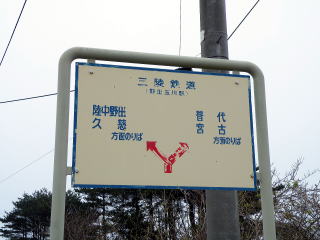 三陸鉄道
(野田玉川駅)
陸中野田
久慈
方面のりば
普代
宮古
方面のりば